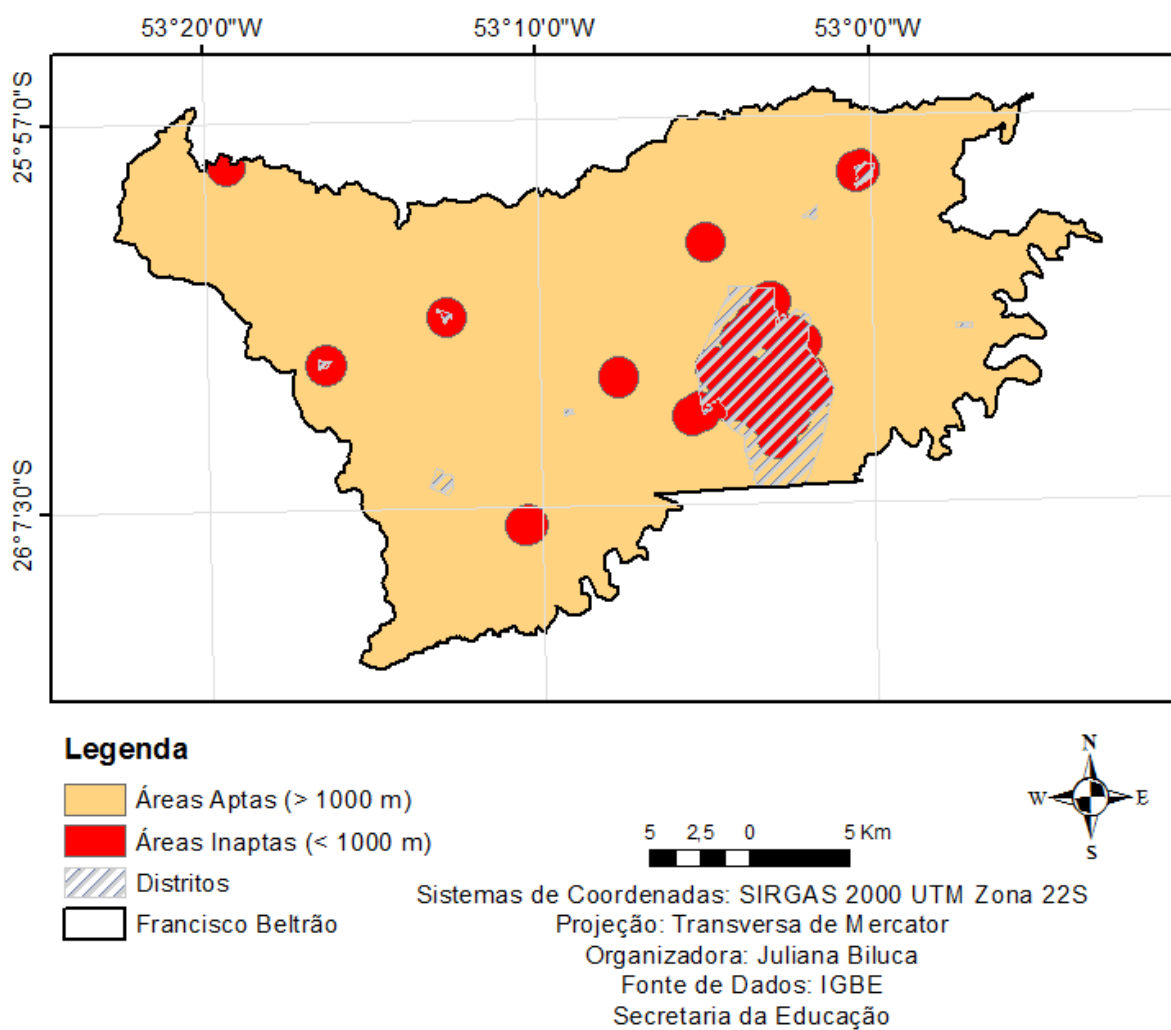 53°20'0"W
53°10'0"W
53°0'0"W
25°57'0"S
26°7'30"S
Legenda
Áreas Aptas (> 1000 m)
Áreas Inaptas (< 1000 m)
Distritos
Francisco Beltrão
N
W
E
S
5 2,5 0 5 Km
Sistemas de Coordenadas: SIRGAS 2000 UTM Zona 22S
Projeção: Transversa de Mercator
Organizadora: Juliana Biluca
Fonte de Dados: IGBE
Secretaria da Educação